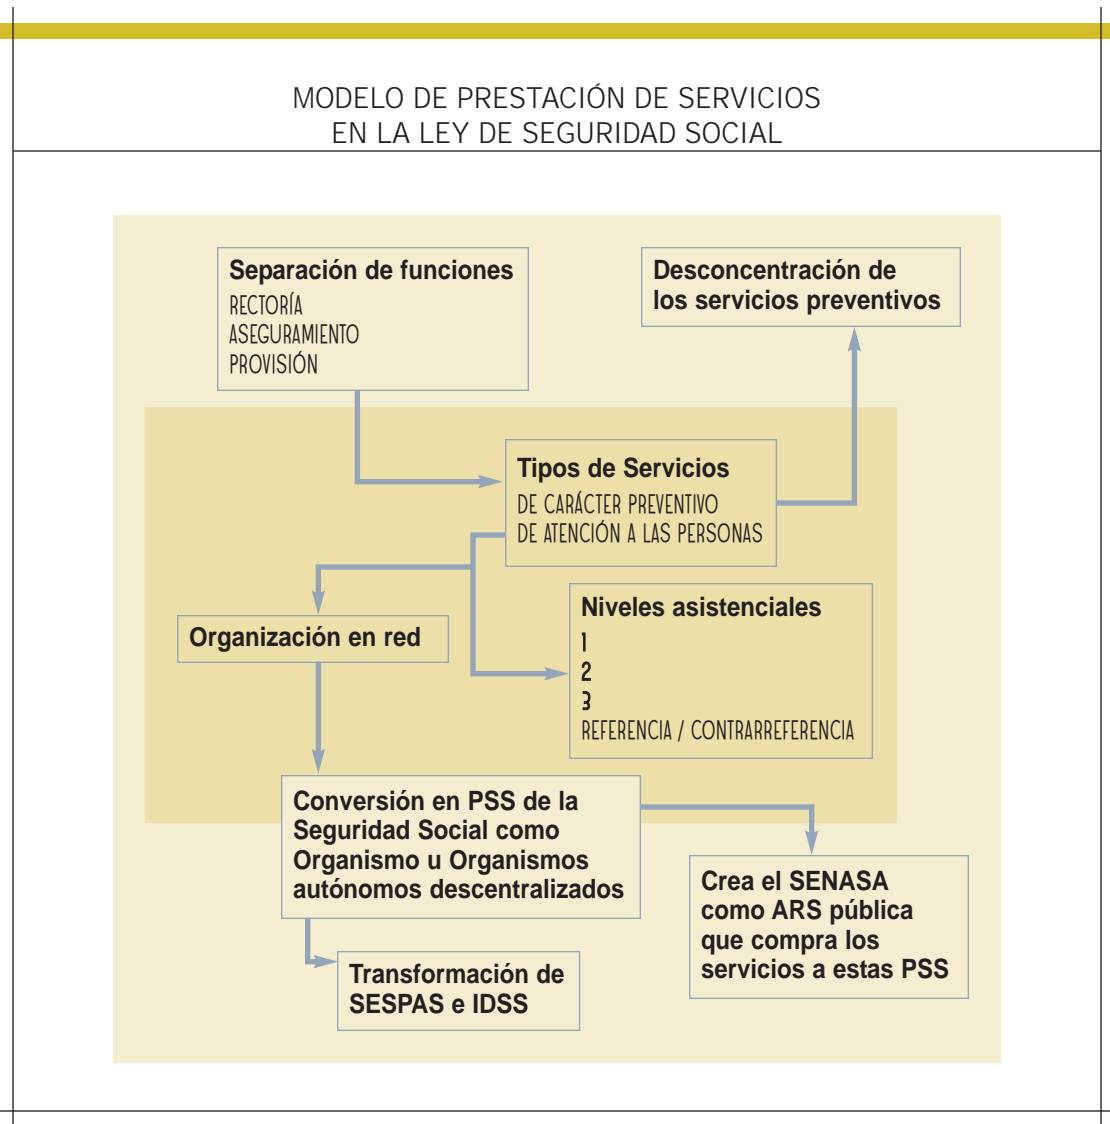 MODELO DE PRESTACIÓN DE SERVICIOS
EN LA LEY DE SEGURIDAD SOCIAL
Separación de funciones
RECTORÍA
ASEGURAMIENTO
PROVISIÓN
Desconcentración de
los servicios preventivos
Tipos de Servicios
DE CARÁCTER PREVENTIVO
DE ATENCIÓN A LAS PERSONAS
Organización en red
Niveles asistenciales
1
2
3
REFERENCIA / CONTRARREFERENCIA
Conversión en PSS de la
Seguridad Social como
Organismo u Organismos
autónomos descentralizados
Crea el SENASA
como ARS pública
que compra los
servicios a estas PSS
Transformación de
SESPAS e IDSS